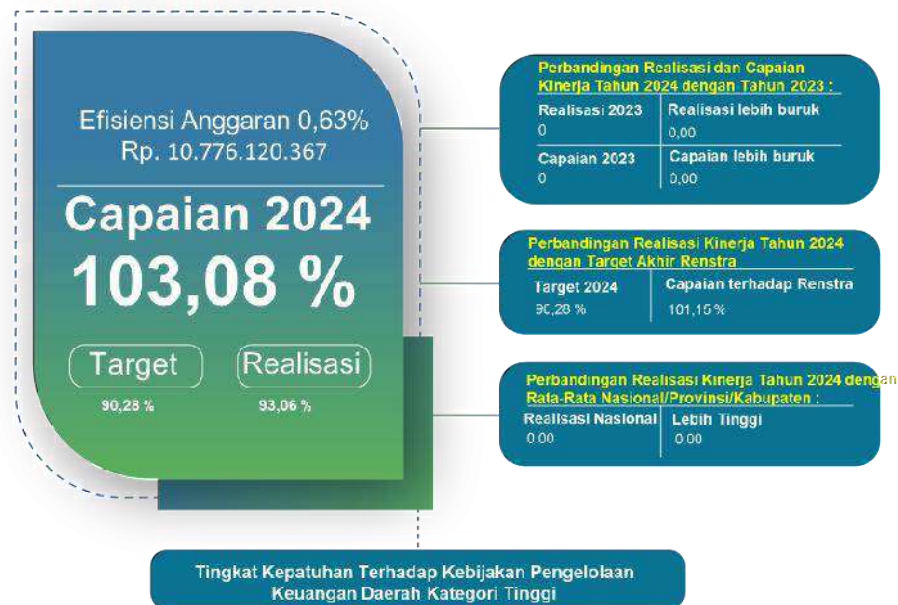 Efisiensi Anggaran 0,63%
Rp. 10.776.120.367
Capaian 2024
103,08 %
Target
Realisasi
90,28 %
93,06 %
Perbandingan Realisasi dan Capaian
Kinerja Tahun 2024 dengan Tahun 2023 :
Realisasi 2023
Realisasi lebih buruk
0
0,00
Capaian 2023
Capaian lebih buruk
0
0,00
Perbandingan Realisasi Kinerja Tahun 2024
dengan Target Akhir Renstra
Target 2024
Capaian terhadap Renstra
90,28 %
101,15 %
Perbandingan Realisasi Kinerja Tahun 2024 dengan
Rata-Rata Nasional/Provinsi/Kabupaten :
Realisasi Nasional
Lebih Tinggi
0.00
0.00
Tingkat Kepatuhan Terhadap Kebijakan Pengelolaan
Keuangan Daerah Kategori Tinggi